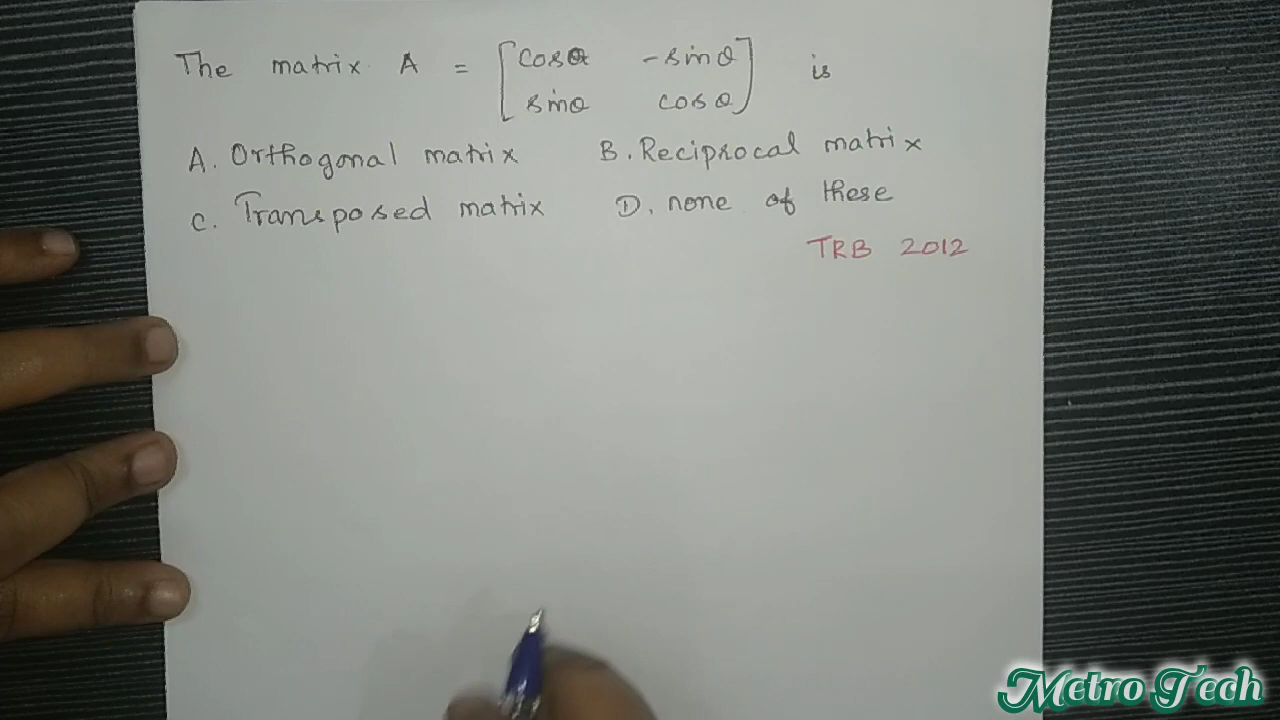 The matrix A = [cosθ -sinθ] is
[sinθ cosθ]
A. Orthogonal matrix B. Reciprocal matrix
C. Transposed matrix D. none of these
TRB 2012
Metro Tech